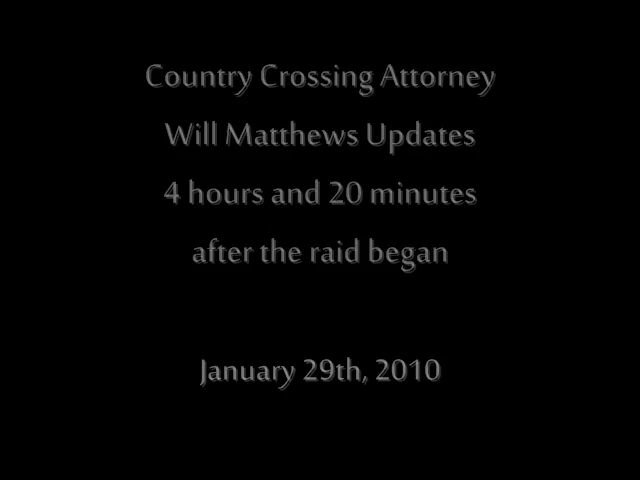 Country Crossing Attorney
Will Matthews Updates
4 hours and 20 minutes
after the raid began
January 29th, 2010